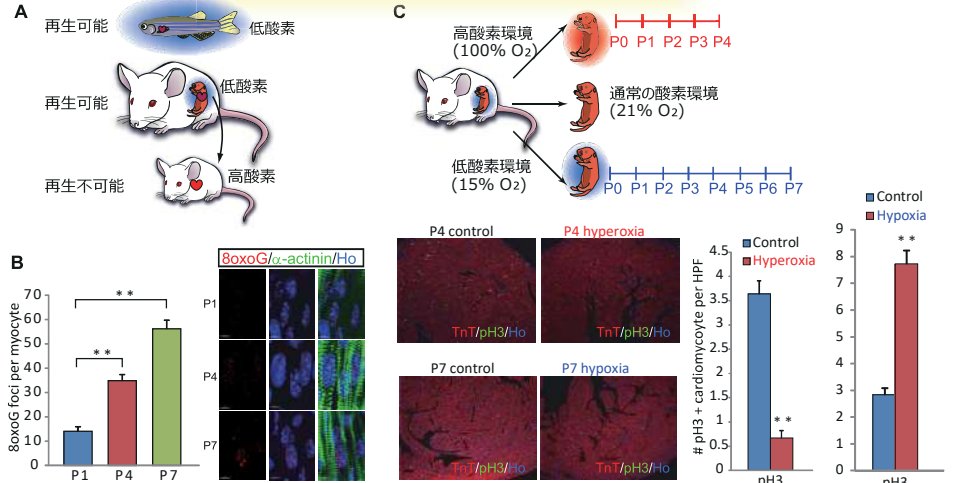 A
再生可能
低酸素
再生可能
低酸素
再生不可能
高酸素
B
8oxoG foci per myocyte
70
60
50
40
30
20
10
0
**
**
P1
P4
P7
8oxoG/α-actinin/Ho
P1
P4
P7
C
高酸素環境
(100% O₂)
P0 P1 P2 P3 P4
通常の酸素環境
(21% O₂)
低酸素環境
(15% O₂)
P0 P1 P2 P3 P4 P5 P6 P7
P4 control
P4 hyperoxia
TnT/pH3/Ho
TnT/pH3/Ho
P7 control
P7 hypoxia
TnT/pH3/Ho
TnT/pH3/Ho
# pH3 + cardiomyocyte per HPF
Control
Hyperoxia
4.5
4
3.5
3
2.5
2
1.5
1
0.5
0
**
pH3
Control
Hypoxia
9
8
7
6
5
4
3
2
1
0
**
pH3